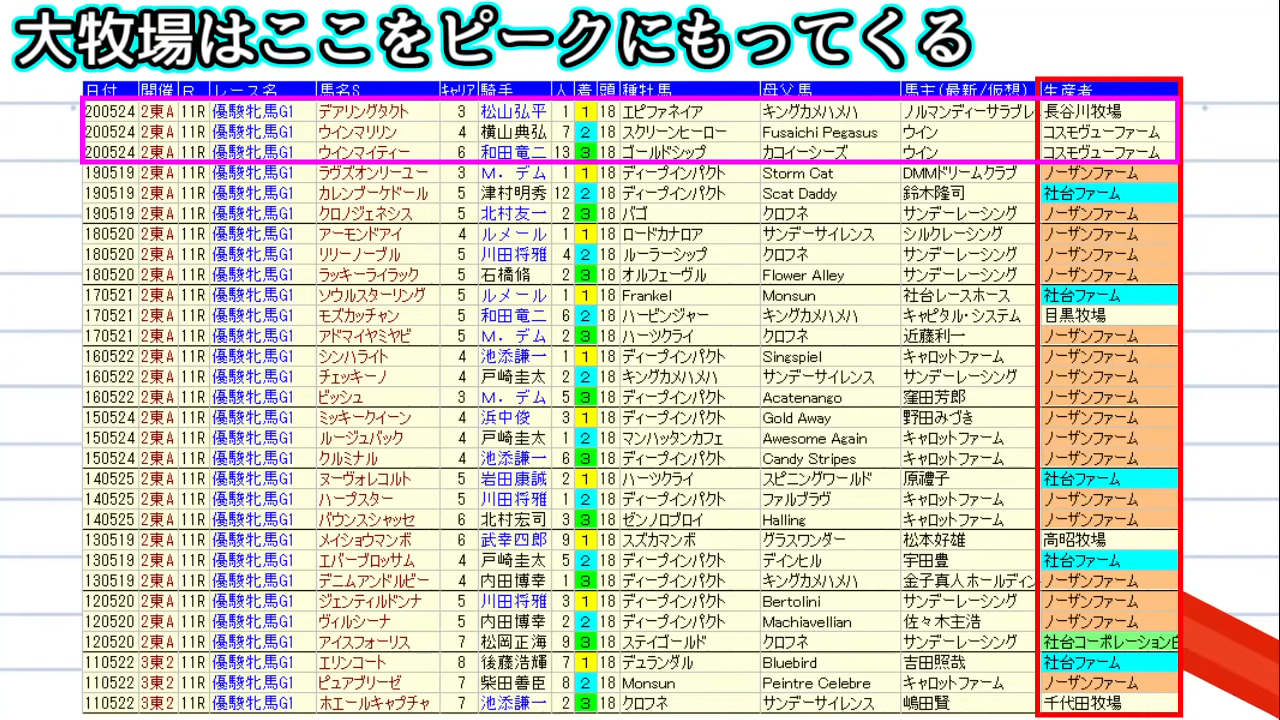 大牧場はここをピークにもってくる
日付 開催 R レース名 馬名S ｷｬﾘｱ 騎手 人 着 頭 種牡馬 母父馬 馬主(最新/仮想) 生産者
200524 2東A 11R 優駿牝馬G1 デアリングタクト 3 松山弘平 1 1 18 エピファネイア キングカメハメハ ノルマンディーサラブレ 長谷川牧場
200524 2東A 11R 優駿牝馬G1 ウインマリリン 4 横山典弘 7 2 18 スクリーンヒーロー Fusaichi Pegasus ウイン コスモヴューファーム
200524 2東A 11R 優駿牝馬G1 ウインマイティー 6 和田竜二 13 3 18 ゴールドシップ カコイーシーズ ウイン コスモヴューファーム
190519 2東A 11R 優駿牝馬G1 ラヴズオンリーユー 3 M．デム 1 1 18 ディープインパクト Storm Cat DMMドリームクラブ ノーザンファーム
190519 2東A 11R 優駿牝馬G1 カレンブーケドール 5 津村明秀 12 2 18 ディープインパクト Scat Daddy 鈴木隆司 社台ファーム
190519 2東A 11R 優駿牝馬G1 クロノジェネシス 5 北村友一 2 3 18 バゴ クロフネ サンデーレーシング ノーザンファーム
180520 2東A 11R 優駿牝馬G1 アーモンドアイ 4 ルメール 1 1 18 ロードカナロア サンデーサイレンス シルクレーシング ノーザンファーム
180520 2東A 11R 優駿牝馬G1 リリーノーブル 5 川田将雅 4 2 18 ルーラーシップ クロフネ サンデーレーシング ノーザンファーム
180520 2東A 11R 優駿牝馬G1 ラッキーライラック 5 石橋脩 2 3 18 オルフェーヴル Flower Alley サンデーレーシング ノーザンファーム
170521 2東A 11R 優駿牝馬G1 ソウルスターリング 5 ルメール 1 1 18 Frankel Monsun 社台レースホース 社台ファーム
170521 2東A 11R 優駿牝馬G1 モズカッチャン 5 和田竜二 6 2 18 ハービンジャー キングカメハメハ キャピタル・システム 目黒牧場
170521 2東A 11R 優駿牝馬G1 アドマイヤミヤビ 5 M．デム 2 3 18 ハーツクライ クロフネ 近藤利一 ノーザンファーム
160522 2東A 11R 優駿牝馬G1 シンハライト 4 池添謙一 1 1 18 ディープインパクト Singspiel キャロットファーム ノーザンファーム
160522 2東A 11R 優駿牝馬G1 チェッキーノ 4 戸崎圭太 2 2 18 キングカメハメハ サンデーサイレンス サンデーレーシング ノーザンファーム
160522 2東A 11R 優駿牝馬G1 ビッシュ 3 M．デム 5 3 18 ディープインパクト Acatenango 窪田芳郎 ノーザンファーム
150524 2東A 11R 優駿牝馬G1 ミッキークイーン 4 浜中俊 3 1 18 ディープインパクト Gold Away 野田みづき ノーザンファーム
150524 2東A 11R 優駿牝馬G1 ルージュバック 4 戸崎圭太 1 2 18 マンハッタンカフェ Awesome Again キャロットファーム ノーザンファーム
150524 2東A 11R 優駿牝馬G1 クルミナル 4 池添謙一 6 3 18 ディープインパクト Candy Stripes キャロットファーム ノーザンファーム
140525 2東A 11R 優駿牝馬G1 ヌーヴォレコルト 5 岩田康誠 2 1 18 ハーツクライ スピニングワールド 原禮子 社台ファーム
140525 2東A 11R 優駿牝馬G1 ハープスター 5 川田将雅 1 2 18 ディープインパクト ファルブラヴ キャロットファーム ノーザンファーム
140525 2東A 11R 優駿牝馬G1 バウンスシャッセ 6 北村宏司 3 3 18 ゼンノロブロイ Halling キャロットファーム ノーザンファーム
130519 2東A 11R 優駿牝馬G1 メイショウマンボ 6 武幸四郎 9 1 18 スズカマンボ グラスワンダー 松本好雄 高昭牧場
130519 2東A 11R 優駿牝馬G1 エバーブロッサム 4 戸崎圭太 5 2 18 ディープインパクト デインヒル 宇田豊 社台ファーム
130519 2東A 11R 優駿牝馬G1 デニムアンドルビー 4 内田博幸 1 3 18 ディープインパクト キングカメハメハ 金子真人ホールディン ノーザンファーム
120520 2東A 11R 優駿牝馬G1 ジェンティルドンナ 5 川田将雅 3 1 18 ディープインパクト Bertolini サンデーレーシング ノーザンファーム
120520 2東A 11R 優駿牝馬G1 ヴィルシーナ 5 内田博幸 2 2 18 ディープインパクト Machiavellian 佐々木主浩 ノーザンファーム
120520 2東A 11R 優駿牝馬G1 アイスフォーリス 7 松岡正海 9 3 18 ステイゴールド クロフネ サンデーレーシング 社台コーポレーション白
110522 3東2 11R 優駿牝馬G1 エリンコート 8 後藤浩輝 7 1 18 デュランダル Bluebird 吉田照哉 社台ファーム
110522 3東2 11R 優駿牝馬G1 ピュアブリーゼ 7 柴田善臣 8 2 18 Monsun Peintre Celebre キャロットファーム ノーザンファーム
110522 3東2 11R 優駿牝馬G1 ホエールキャプチャ 7 池添謙一 2 3 18 クロフネ サンデーサイレンス 嶋田賢 千代田牧場